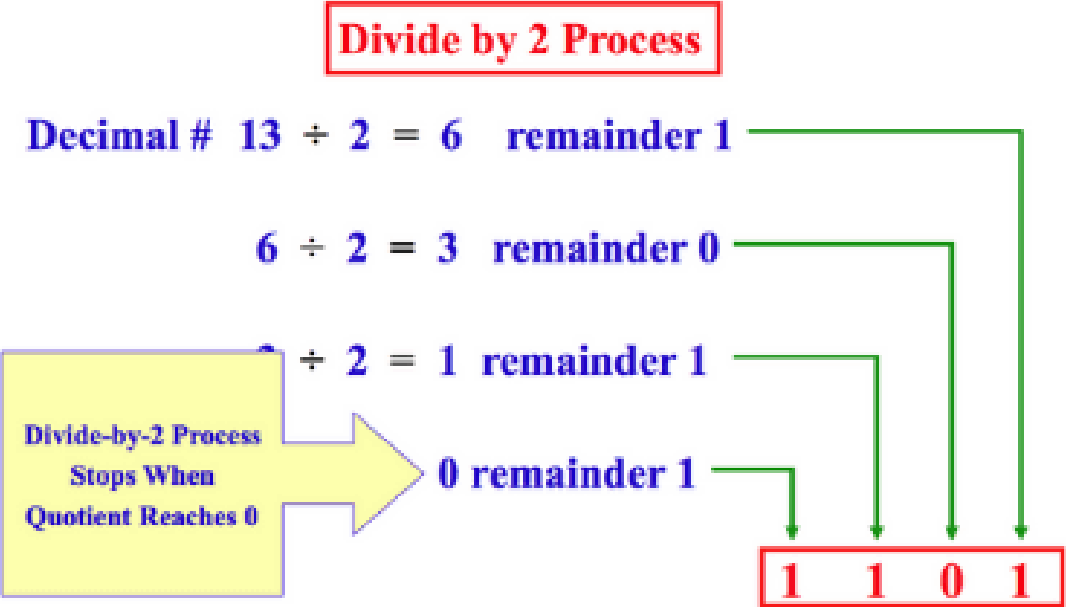 Divide by 2 Process
Decimal # 13 ÷ 2 = 6 remainder 1
6 ÷ 2 = 3 remainder 0
÷ 2 = 1 remainder 1
Divide-by-2 Process
Stops When
Quotient Reaches 0
0 remainder 1
1 1 0 1